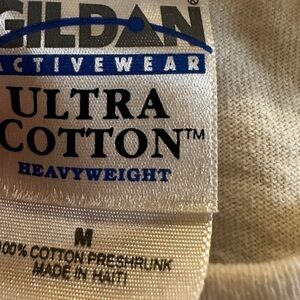 GILDAN®
ACTIVEWEAR
ULTRA
COTTON™
HEAVYWEIGHT
M
100% COTTON PRESHRUNK
MADE IN HAITI